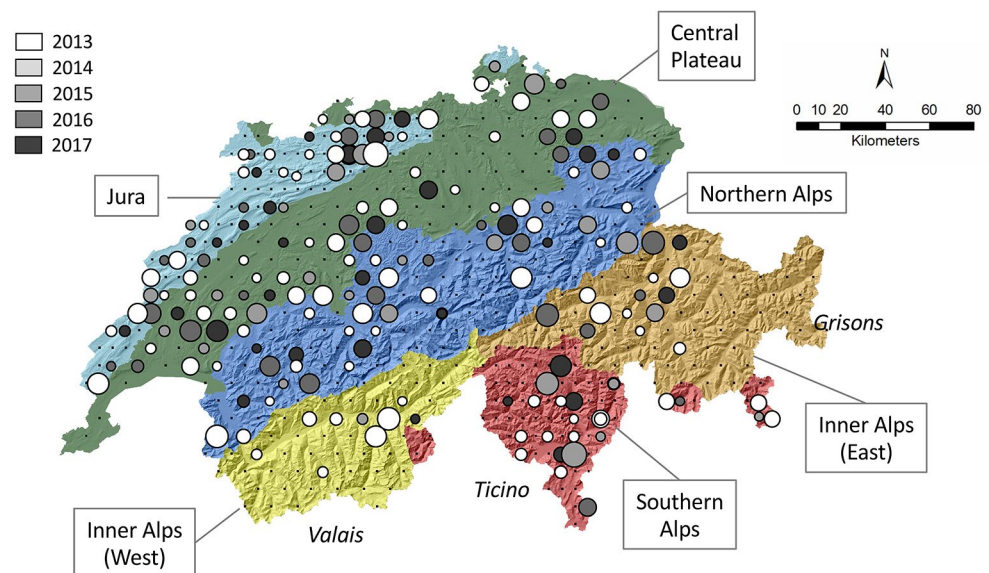 2013
2014
2015
2016
2017
Central
Plateau
N
0 10 20 40 60 80
Kilometers
Jura
Northern Alps
Grisons
Inner Alps
(East)
Ticino
Southern
Alps
Inner Alps
(West)
Valais